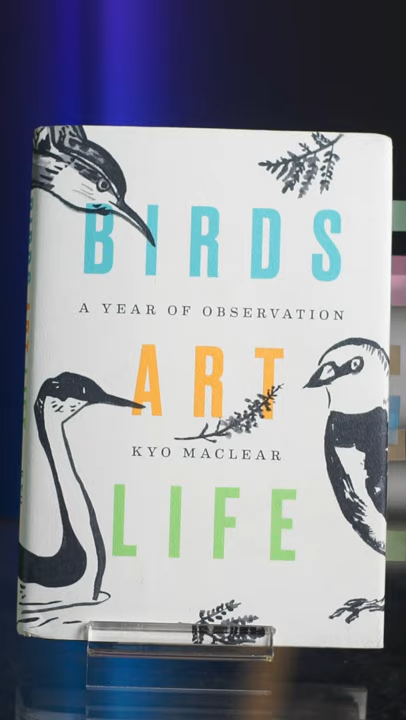 BIRDS
A YEAR OF OBSERVATION
ART
KYO MACLEAR
LIFE